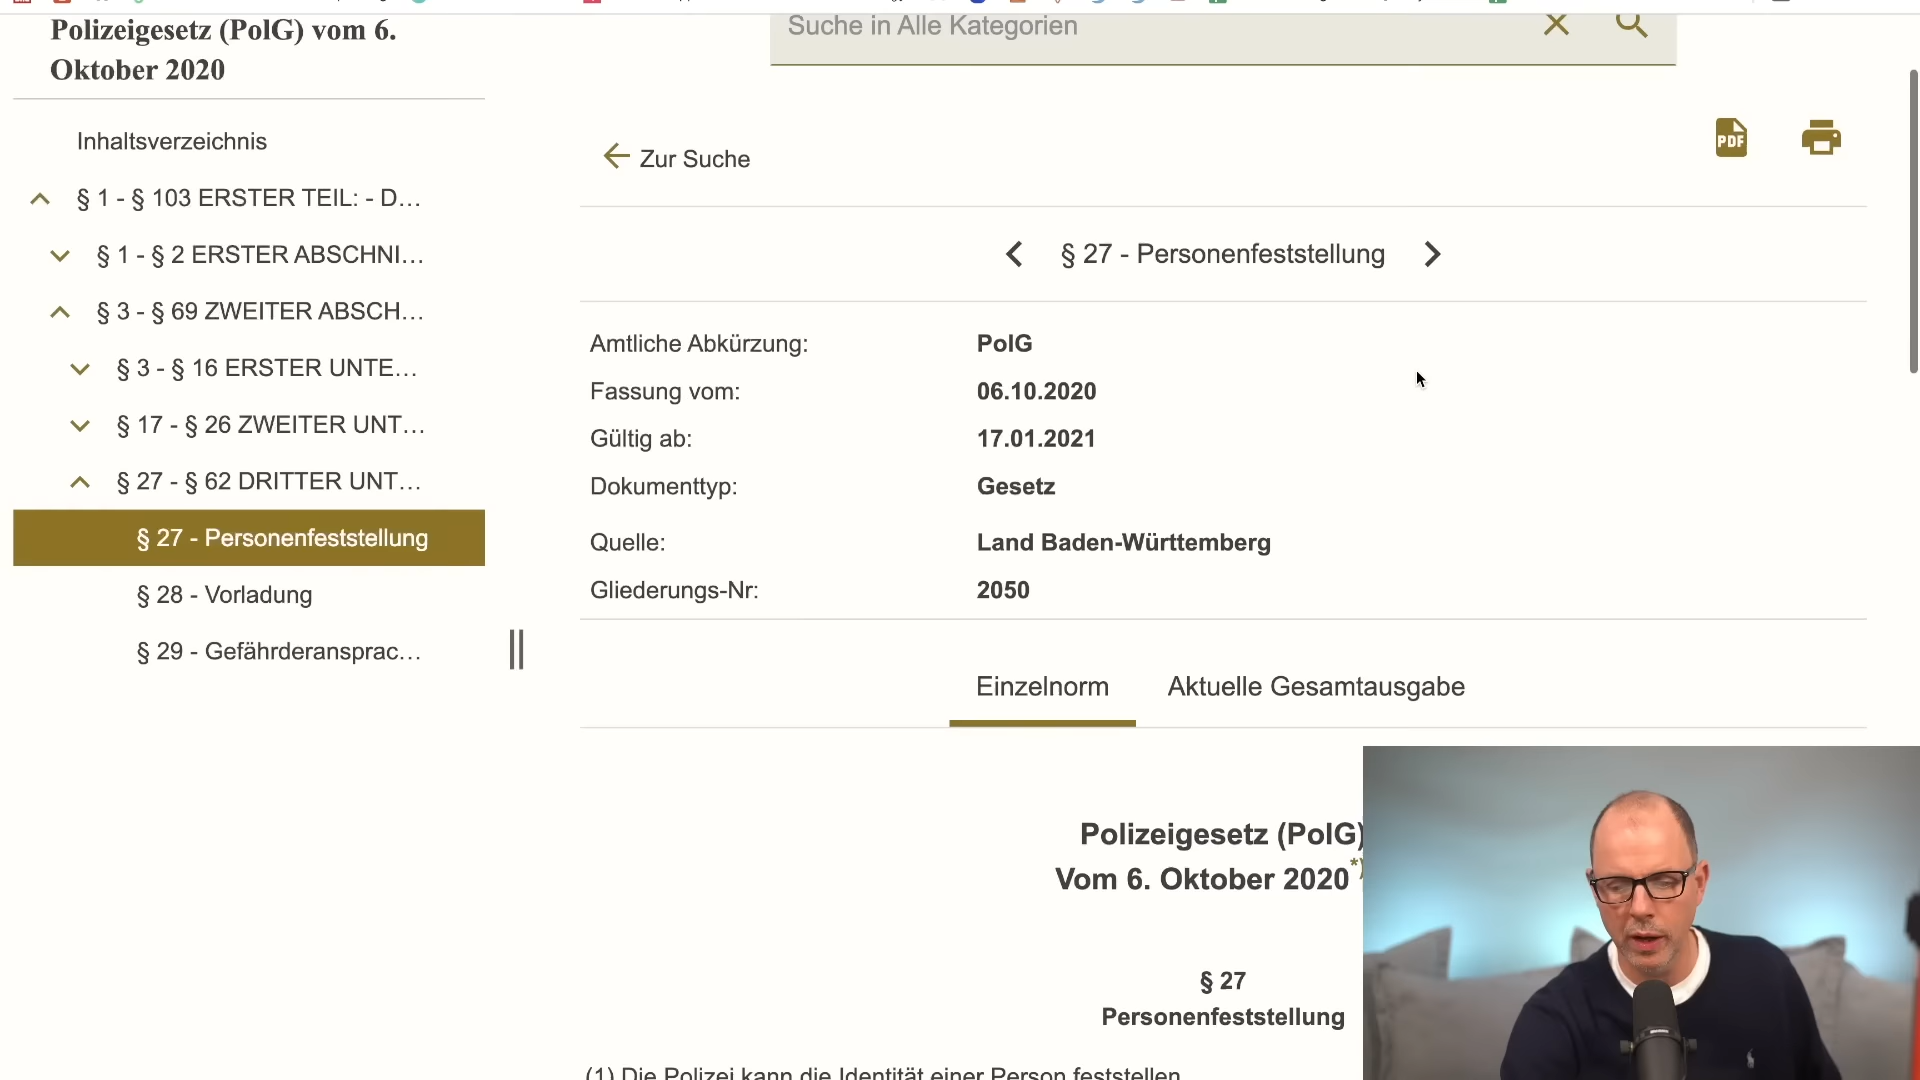 Polizeigesetz (PolG) vom 6.
Oktober 2020
Inhaltsverzeichnis
§ 1 - § 103 ERSTER TEIL: - D...
§ 1 - § 2 ERSTER ABSCHNI...
§ 3 - § 69 ZWEITER ABSCH...
§ 3 - § 16 ERSTER UNTE...
§ 17 - § 26 ZWEITER UNT...
§ 27 - § 62 DRITTER UNT...
§ 27 - Personenfeststellung
§ 28 - Vorladung
§ 29 - Gefährderansprac...
Suche in Alle Kategorien
PDF
Zur Suche
§ 27 - Personenfeststellung
Amtliche Abkürzung: PolG
Fassung vom: 06.10.2020
Gültig ab: 17.01.2021
Dokumenttyp: Gesetz
Quelle: Land Baden-Württemberg
Gliederungs-Nr: 2050
Einzelnorm Aktuelle Gesamtausgabe
Polizeigesetz (PolG)
Vom 6. Oktober 2020 *)
§ 27
Personenfeststellung
(1) Die Polizei kann die Identität einer Person feststellen,